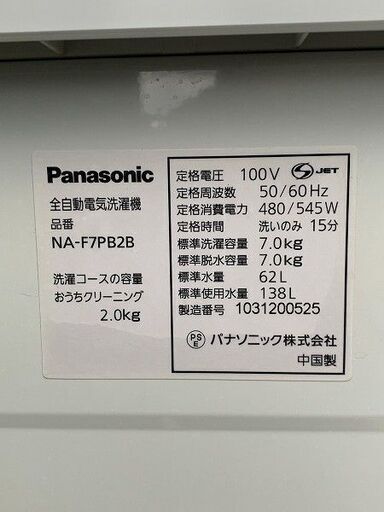 Panasonic
全自動電気洗濯機
品番
NA-F7PB2B
洗濯コースの容量
おうちクリーニング
2.0kg
定格電圧 100V S JET
定格周波数 50/60Hz
定格消費電力 480/545W
定格時間 洗いのみ 15分
標準洗濯容量 7.0kg
標準脱水容量 7.0kg
標準水量 62L
標準使用水量 138L
製造番号 1031200525
PSE パナソニック株式会社
中国製